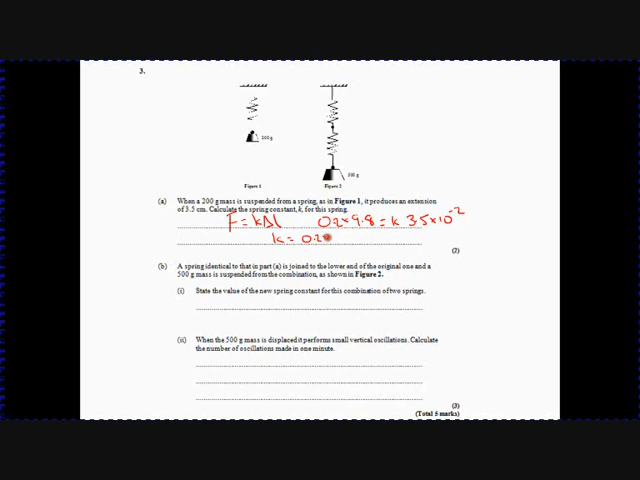 3.
200 g
500 g
Figure 1
Figure 2
(a) When a 200 g mass is suspended from a spring, as in Figure 1, it produces an extension
of 3.5 cm. Calculate the spring constant, k, for this spring.
F = kΔl 0.2×9.8 = k 3.5×10⁻²
k = 0.2
(2)
(b) A spring identical to that in part (a) is joined to the lower end of the original one and a
500 g mass is suspended from the combination, as shown in Figure 2.
(i) State the value of the new spring constant for this combination of two springs.
(ii) When the 500 g mass is displaced it performs small vertical oscillations. Calculate
the number of oscillations made in one minute.
(3)
(Total 5 marks)